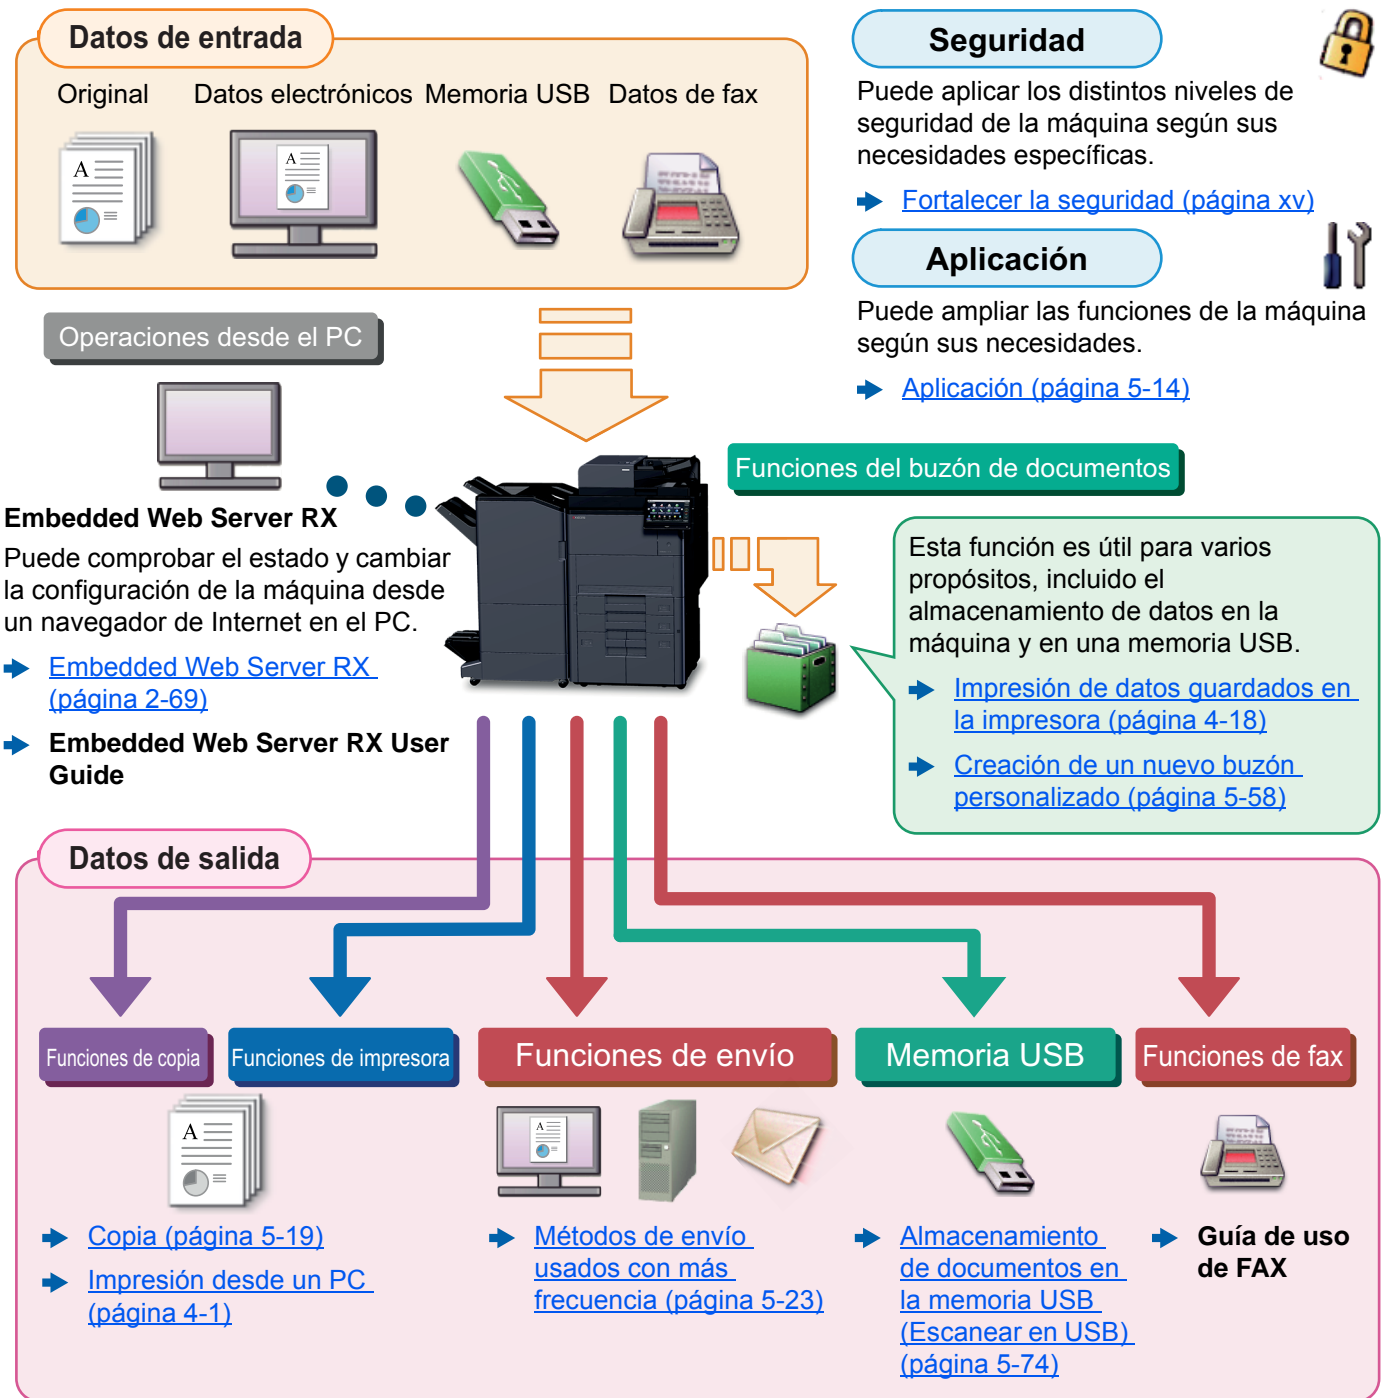 Datos de entrada
Original
Datos electrónicos
Memoria USB
Datos de fax
Seguridad
Puede aplicar los distintos niveles de
seguridad de la máquina según sus
necesidades específicas.
Fortalecer la seguridad (página xv)
Aplicación
Puede ampliar las funciones de la máquina
según sus necesidades.
Aplicación (página 5-14)
Operaciones desde el PC
Embedded Web Server RX
Puede comprobar el estado y cambiar
la configuración de la máquina desde
un navegador de Internet en el PC.
Embedded Web Server RX
(página 2-69)
Embedded Web Server RX User
Guide
Funciones del buzón de documentos
Esta función es útil para varios
propósitos, incluido el
almacenamiento de datos en la
máquina y en una memoria USB.
Impresión de datos guardados en
la impresora (página 4-18)
Creación de un nuevo buzón
personalizado (página 5-58)
Datos de salida
Funciones de copia
Funciones de impresora
Funciones de envío
Memoria USB
Funciones de fax
Copia (página 5-19)
Impresión desde un PC
(página 4-1)
Métodos de envío
usados con más
frecuencia (página 5-23)
Almacenamiento
de documentos en
la memoria USB
(Escanear en USB)
(página 5-74)
Guía de uso
de FAX